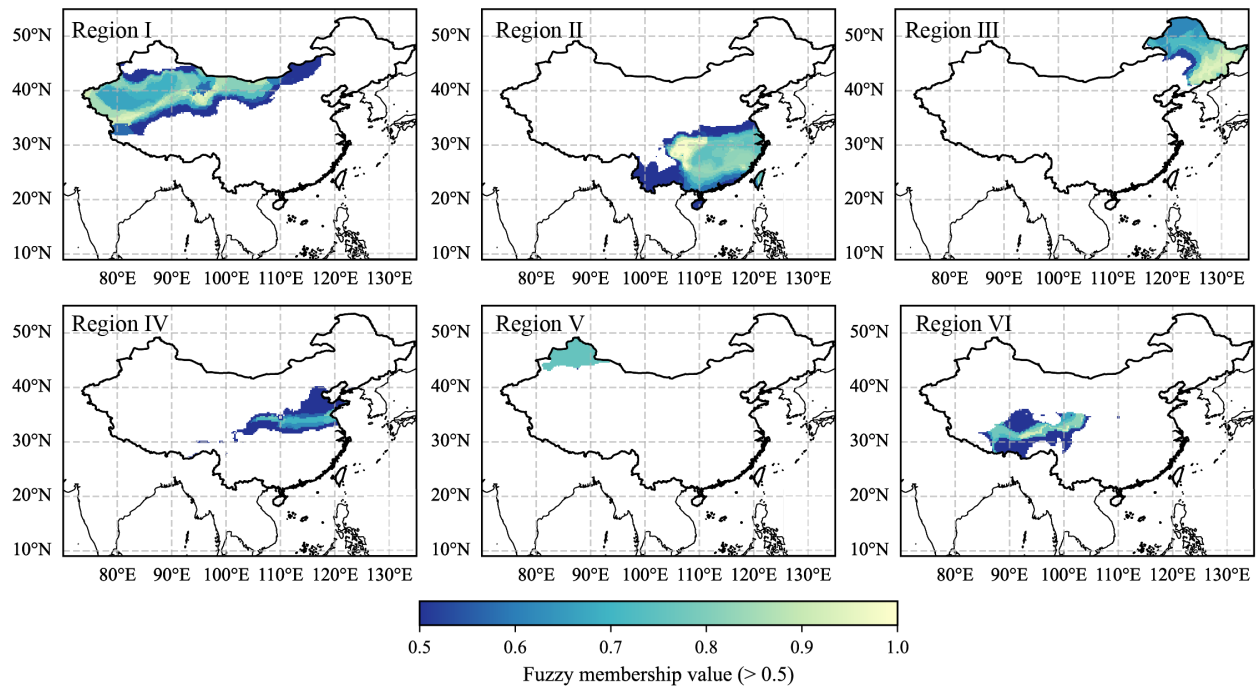 Region I
Region II
Region III
50°N
40°N
30°N
20°N
10°N
50°N
40°N
30°N
20°N
10°N
50°N
40°N
30°N
20°N
10°N
80°E 90°E 100°E 110°E 120°E 130°E
80°E 90°E 100°E 110°E 120°E 130°E
80°E 90°E 100°E 110°E 120°E 130°E
Region IV
Region V
Region VI
50°N
40°N
30°N
20°N
10°N
50°N
40°N
30°N
20°N
10°N
50°N
40°N
30°N
20°N
10°N
80°E 90°E 100°E 110°E 120°E 130°E
80°E 90°E 100°E 110°E 120°E 130°E
80°E 90°E 100°E 110°E 120°E 130°E
0.5 0.6 0.7 0.8 0.9 1.0
Fuzzy membership value (> 0.5)